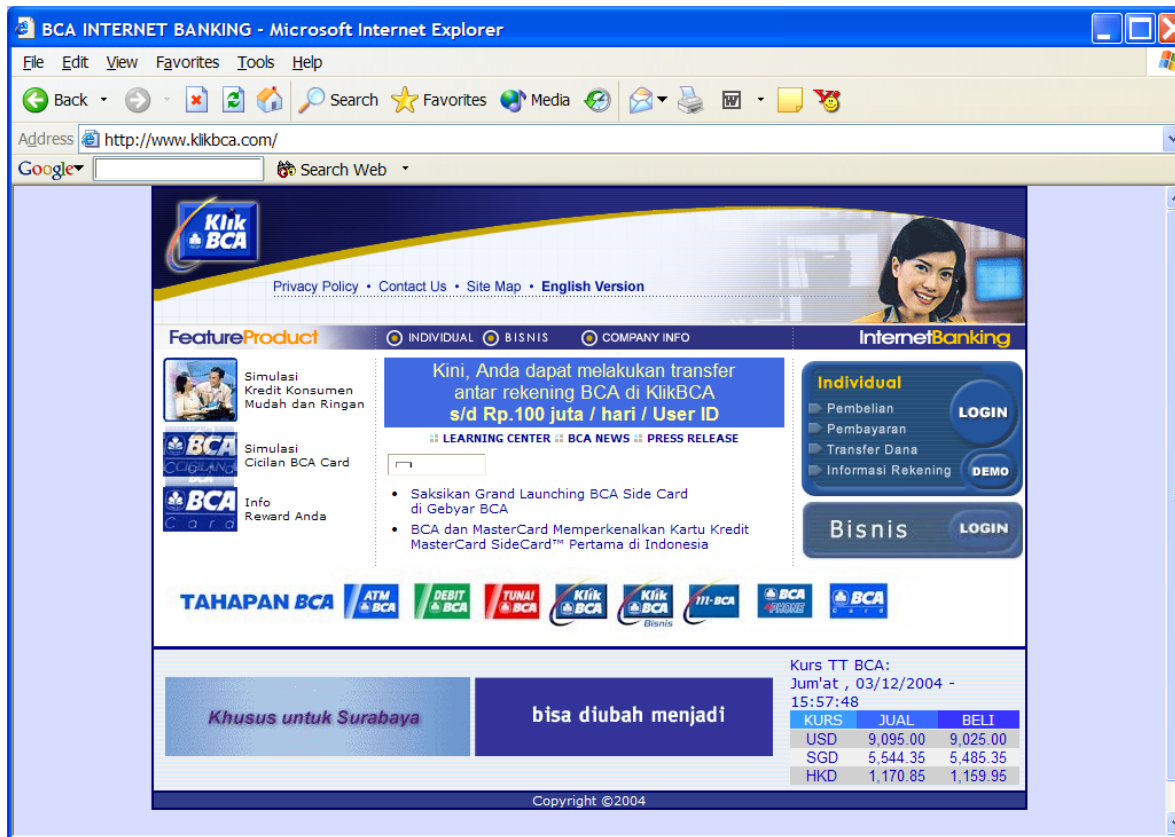 BCA INTERNET BANKING - Microsoft Internet Explorer
File Edit View Favorites Tools Help
Back Search Favorites Media
Address http://www.klikbca.com/
Google Search Web
Klik
BCA
Privacy Policy • Contact Us • Site Map • English Version
FeatureProduct
INDIVIDUAL BISNIS COMPANY INFO
InternetBanking
Simulasi
Kredit Konsumen
Mudah dan Ringan
BCA
Simulasi
Cicilan BCA Card
BCA
Card
Info
Reward Anda
Kini, Anda dapat melakukan transfer
antar rekening BCA di KlikBCA
s/d Rp.100 juta / hari / User ID
LEARNING CENTER BCA NEWS PRESS RELEASE
• Saksikan Grand Launching BCA Side Card
di Gebyar BCA
• BCA dan MasterCard Memperkenalkan Kartu Kredit
MasterCard SideCard™ Pertama di Indonesia
Individual
Pembelian
Pembayaran
Transfer Dana
Informasi Rekening
LOGIN
DEMO
Bisnis LOGIN
TAHAPAN BCA
ATM
BCA
DEBIT
BCA
TUNAI
BCA
Klik
BCA
Klik
BCA
Bisnis
m-BCA
BCA
PHONE
BCA
Card
Khusus untuk Surabaya
bisa diubah menjadi
Kurs TT BCA:
Jum'at , 03/12/2004 -
15:57:48
KURS JUAL BELI
USD 9,095.00 9,025.00
SGD 5,544.35 5,485.35
HKD 1,170.85 1,159.95
Copyright ©2004